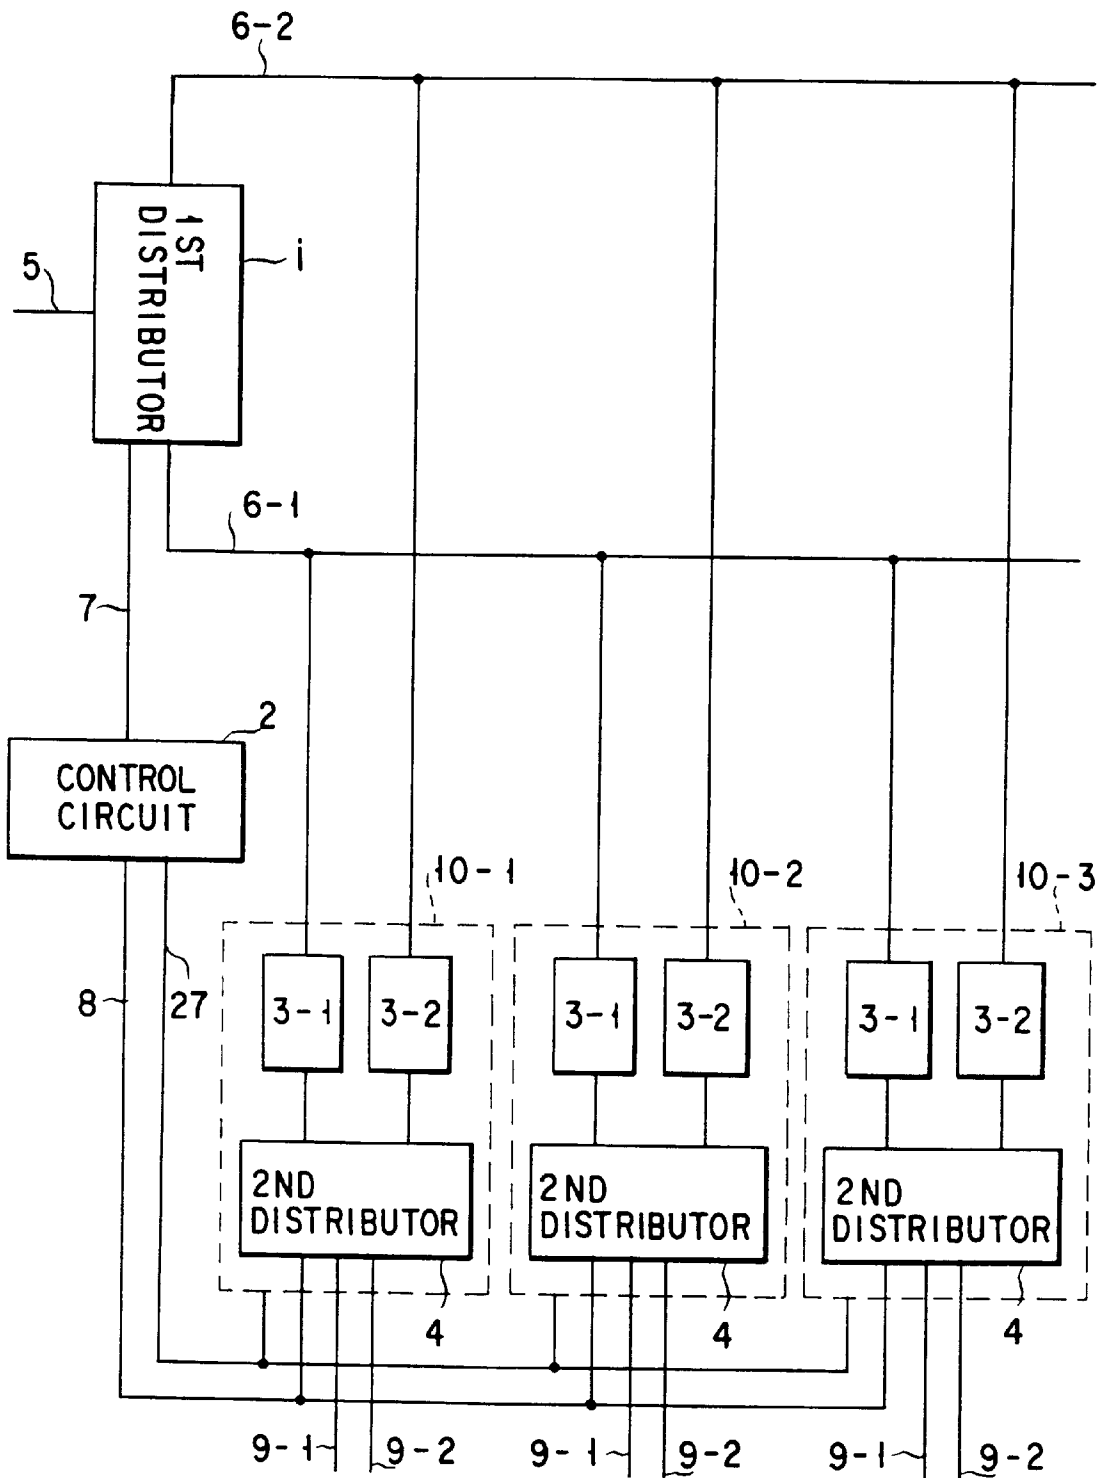 6-2
1ST
DISTRIBUTOR
i
5
6-1
7
2
CONTROL
CIRCUIT
10-1
10-2
10-3
8
27
3-1
3-2
3-1
3-2
3-1
3-2
2ND
DISTRIBUTOR
2ND
DISTRIBUTOR
2ND
DISTRIBUTOR
4
4
4
9-1
9-2
9-1
9-2
9-1
9-2